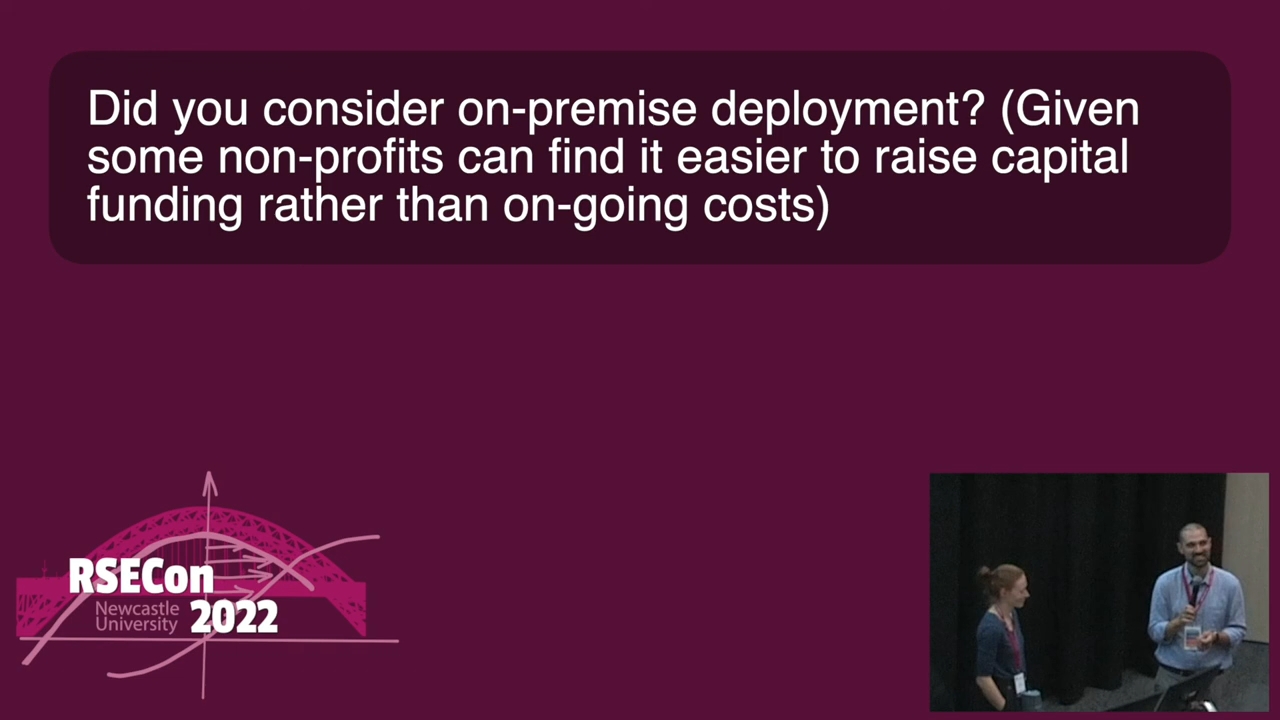 Did you consider on-premise deployment? (Given
some non-profits can find it easier to raise capital
funding rather than on-going costs)
RSECon
Newcastle
University
2022